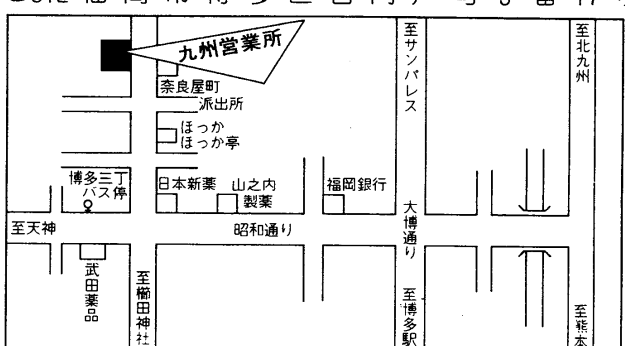 九州営業所
至サンパレス
至北九州
奈良屋町
派出所
ほっか
ほっか亭
博多三丁
バス停
日本新薬
山之内
製薬
福岡銀行
至天神
昭和通り
大博通り
武田薬品
至櫛田神社
至博多駅
至熊本